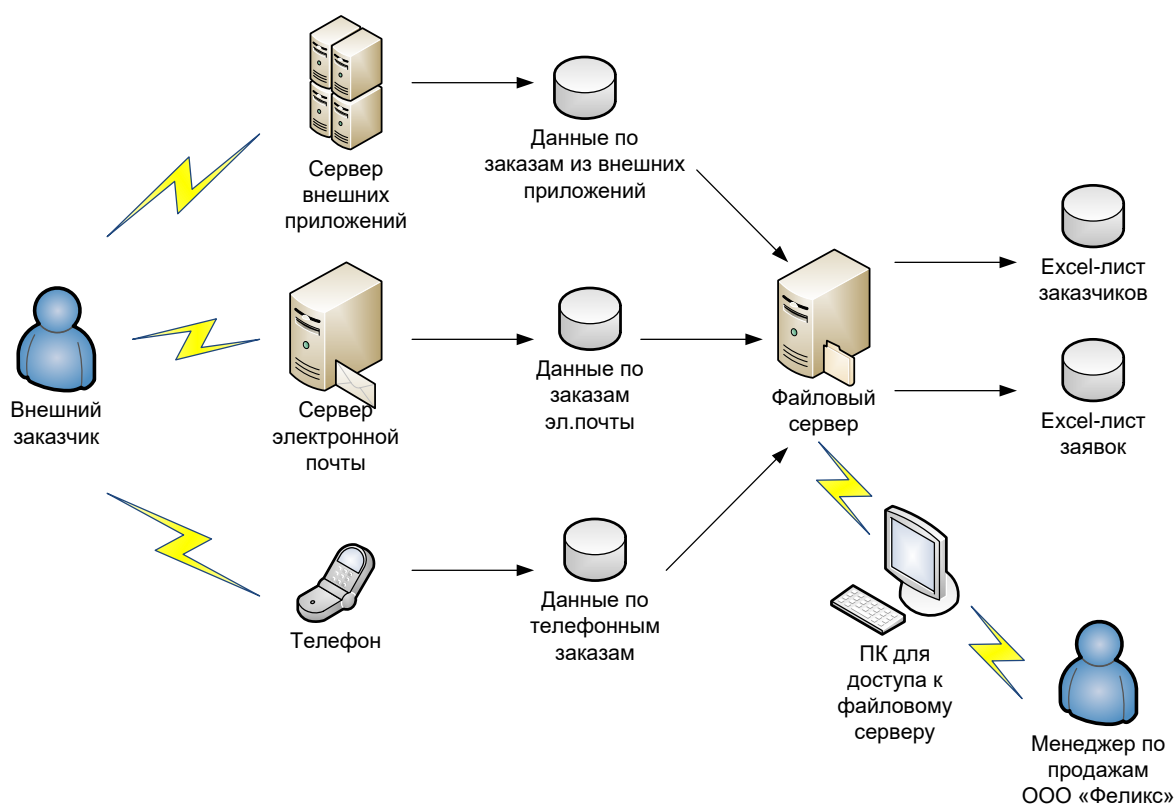 Сервер
внешних
приложений
Данные по
заказам из внешних
приложений
Excel-лист
заказчиков
Внешний
заказчик
Сервер
электронной
почты
Данные по
заказам
эл.почты
Файловый
сервер
Excel-лист
заявок
Телефон
Данные по
телефонным
заказам
ПК для
доступа к
файловому
серверу
Менеджер по
продажам
ООО «Феликс»